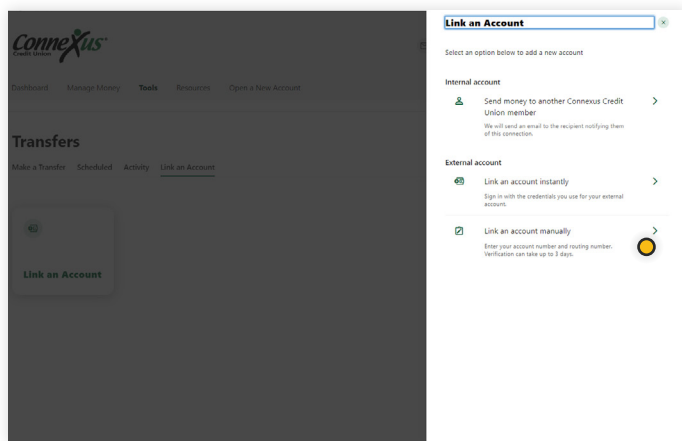 Link an Account
Connexus
Credit Union
Select an option below to add a new account
Dashboard Manage Money Tools Resources Open a New Account
Internal account
Send money to another Connexus Credit
Union member
We will send an email to the recipient notifying them
of this connection.
Transfers
Make a Transfer Scheduled Activity Link an Account
External account
Link an account instantly
Sign in with the credentials you use for your external
account.
Link an account manually
Enter your account number and routing number.
Verification can take up to 3 days.
Link an Account